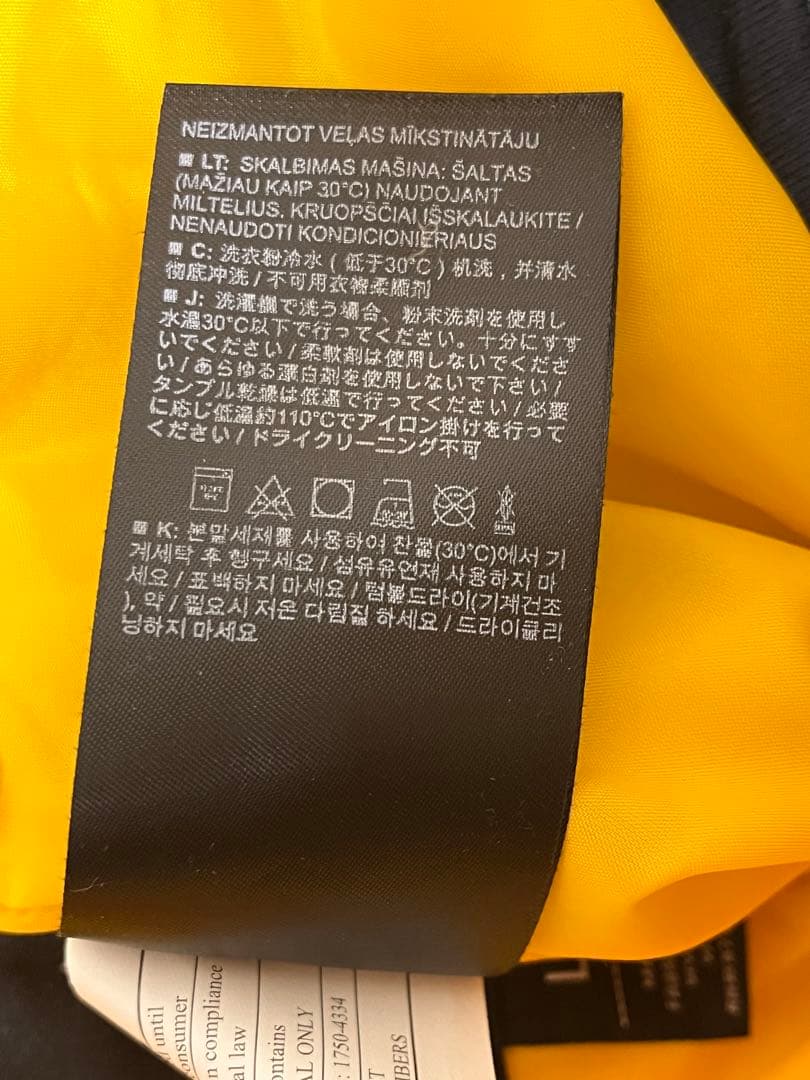 NEIZMANTOT VEĻAS MĪKSTINĀTĀJU
■ LT: SKALBIMAS MAŠINA: ŠALTAS
(MAŽIAU KAIP 30°C) NAUDOJANT
MILTELIUS. KRUOPŠČIAI IŠSKALAUKITE /
NENAUDOTI KONDICIONIERIAUS
■ C: 洗衣粉冷水 ( 低于30°C ) 机洗 , 并清水
彻底冲洗 / 不可用衣物柔顺剂
■ J: 洗濯機で洗う場合、粉末洗剤を使用し
水温30°C以下で行ってください。十分にすす
いでください / 柔軟剤は使用しないでくださ
い / あらゆる漂白剤を使用しないで下さい /
タンブル乾燥は低温で行ってください / 必要
に応じ低温約110°Cでアイロン掛けを行って
ください / ドライクリーニング不可
■ K: 분말세제를 사용하여 찬물(30°C)에서 기
계세탁 후 헹구세요 / 섬유유연재 사용하지 마
세요 / 표백하지 마세요 / 텀블드라이(기계건조
), 약 / 필요시 저온 다림질 하세요 / 드라이클리
닝하지 마세요
until
onsumer
n compliance
al law
ontains
AL ONLY
: 1750-4334
T
BERS
L